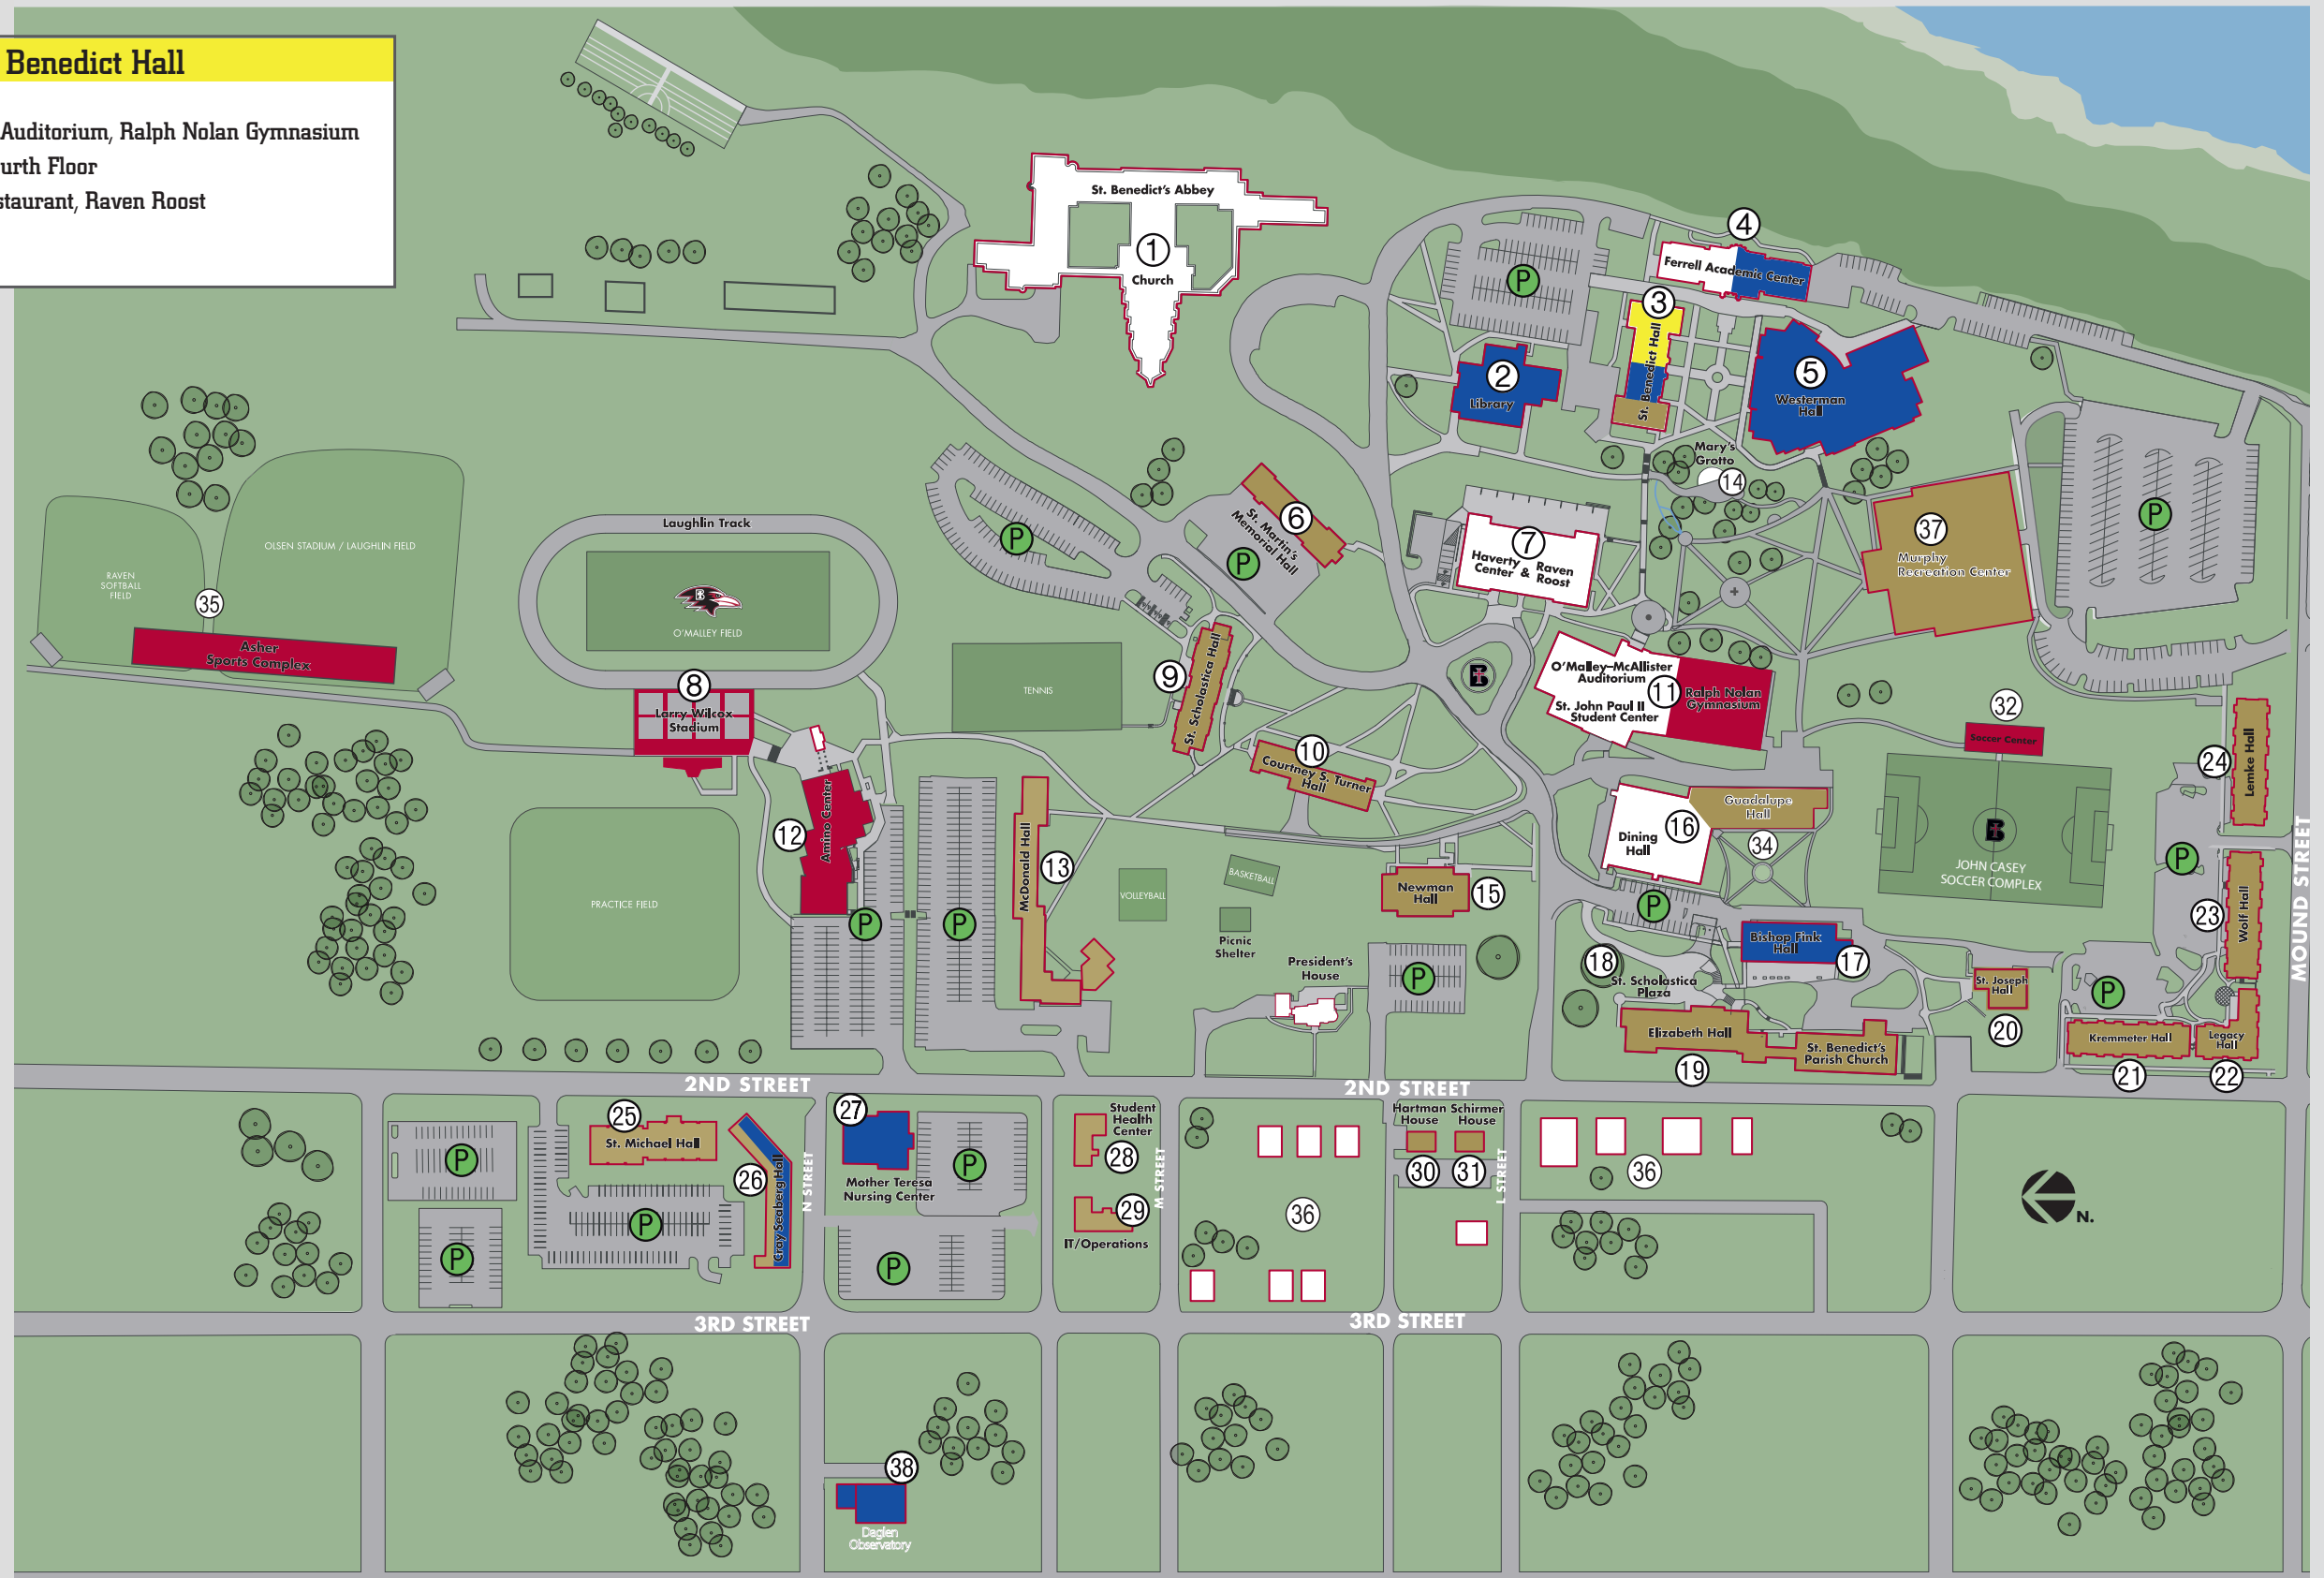 Benedict Hall
Auditorium, Ralph Nolan Gymnasium
urth Floor
staurant, Raven Roost
St. Benedict's Abbey
1
Church
4
Ferrell Academic Center
3
St. Benedict Hall
P
2
Library
5
Westerman
Hall
Mary's
Grotto
14
P
37
Murphy
Recreation Center
6
St. Martin's
Memorial Hall
P
P
7
Haverty & Raven
Center & Roost
Laughlin Track
O'MALLEY FIELD
OLSEN STADIUM / LAUGHLIN FIELD
RAVEN
SOFTBALL
FIELD
35
Asher
Sports Complex
8
Larry Wilcox
Stadium
TENNIS
9
St. Scholastica Hall
10
Courtney S. Turner
Hall
B
O'Malley-McAllister
Auditorium
11
Ralph Nolan
Gymnasium
St. John Paul II
Student Center
32
Soccer Center
24
Lemke Hall
12
Amino Center
13
McDonald Hall
PRACTICE FIELD
P
P
VOLLEYBALL
BASKETBALL
Picnic
Shelter
Newman
Hall
15
16
Dining
Hall
Guadalupe
Hall
34
B
JOHN CASEY
SOCCER COMPLEX
P
23
Wolf Hall
MOUND STREET
P
Bishop Fink
Hall
17
18
St. Scholastica
Plaza
President's
House
P
St. Joseph
Hall
20
P
Elizabeth Hall
19
St. Benedict's
Parish Church
Kremmeter Hall
21
Legacy
Hall
22
2ND STREET
2ND STREET
25
St. Michael Hall
P
P
P
26
Cray Seaberg Hall
N STREET
27
Mother Teresa
Nursing Center
P
P
Student
Health
Center
28
29
IT/Operations
M STREET
36
Hartman
House
Schirmer
House
30
31
L STREET
36
N.
3RD STREET
3RD STREET
38
Daglen
Observatory